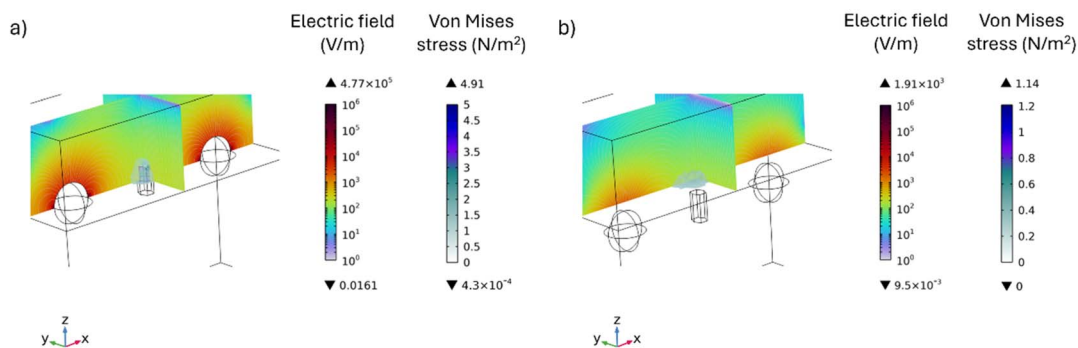 a)
Electric field
(V/m)
Von Mises
stress (N/m²)
▲ 4.77×10⁵
▲ 4.91
10⁶
10⁵
10⁴
10³
10²
10¹
10⁰
5
4.5
4
3.5
3
2.5
2
1.5
1
0.5
0
▼ 0.0161
▼ 4.3×10⁻⁴
z
y
x
b)
Electric field
(V/m)
Von Mises
stress (N/m²)
▲ 1.91×10³
▲ 1.14
10⁶
10⁵
10⁴
10³
10²
10¹
10⁰
1.2
1
0.8
0.6
0.4
0.2
0
▼ 9.5×10⁻³
▼ 0
z
y
x